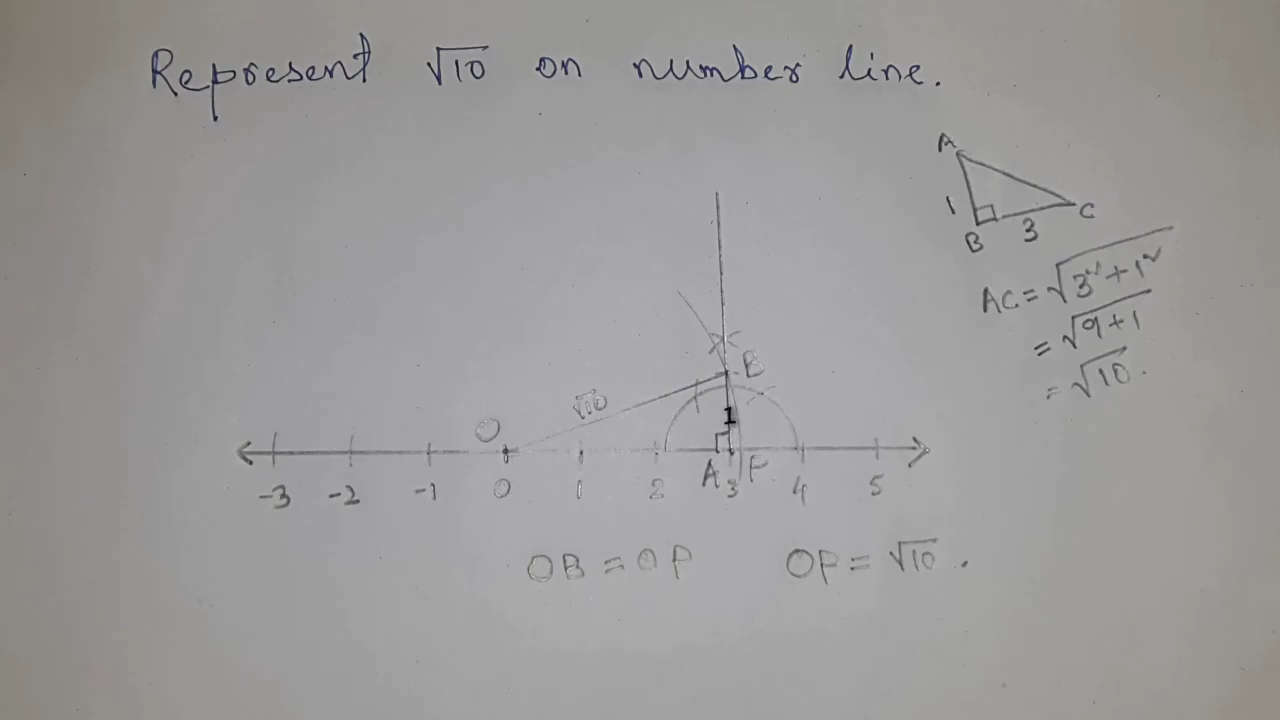 Represent √10 on number line.
A
1
B
3
C
AC = √3²+1²
= √9+1
= √10.
B
√10
1
O
A
P
-3 -2 -1 0 1 2 3 4 5
OB = OP OP = √10.